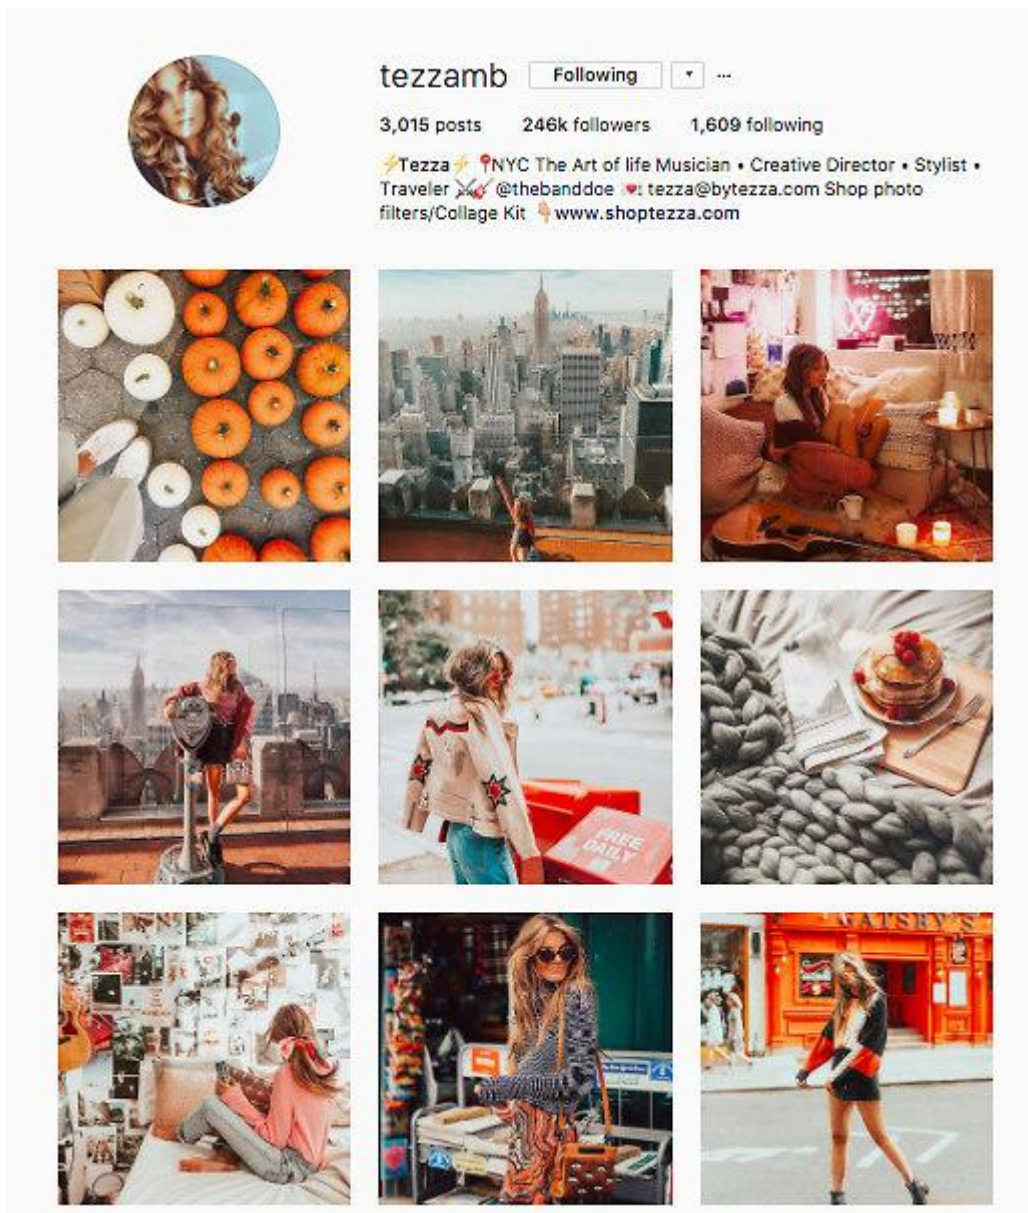 tezzamb Following ▼ ...
3,015 posts 246k followers 1,609 following
⚡Tezza⚡ 📍NYC The Art of life Musician • Creative Director • Stylist •
Traveler ⚔🎸 @thebanddoe 💌: tezza@bytezza.com Shop photo
filters/Collage Kit 👇🏼 www.shoptezza.com
FREE
DAILY
ATSBY'S